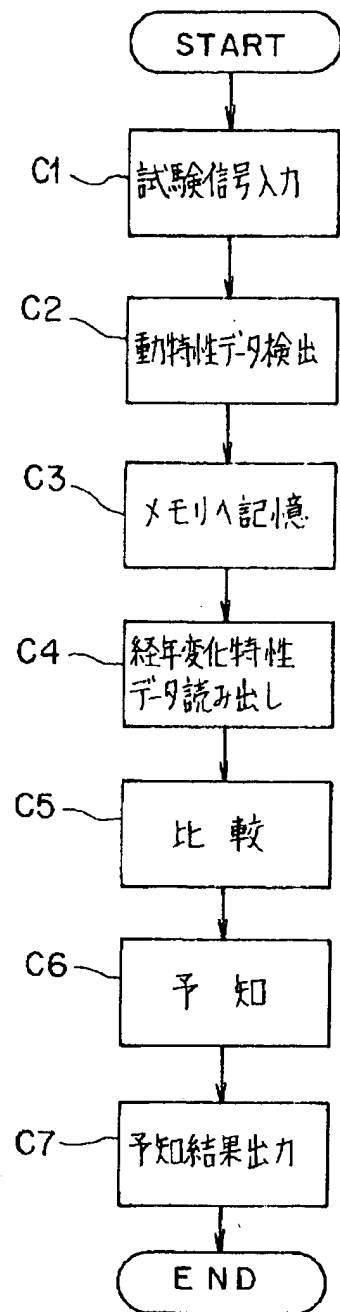 START
C1
試験信号入力
C2
動特性データ検出
C3
メモリへ記憶
C4
経年変化特性
データ読み出し
C5
比較
C6
予知
C7
予知結果出力
END